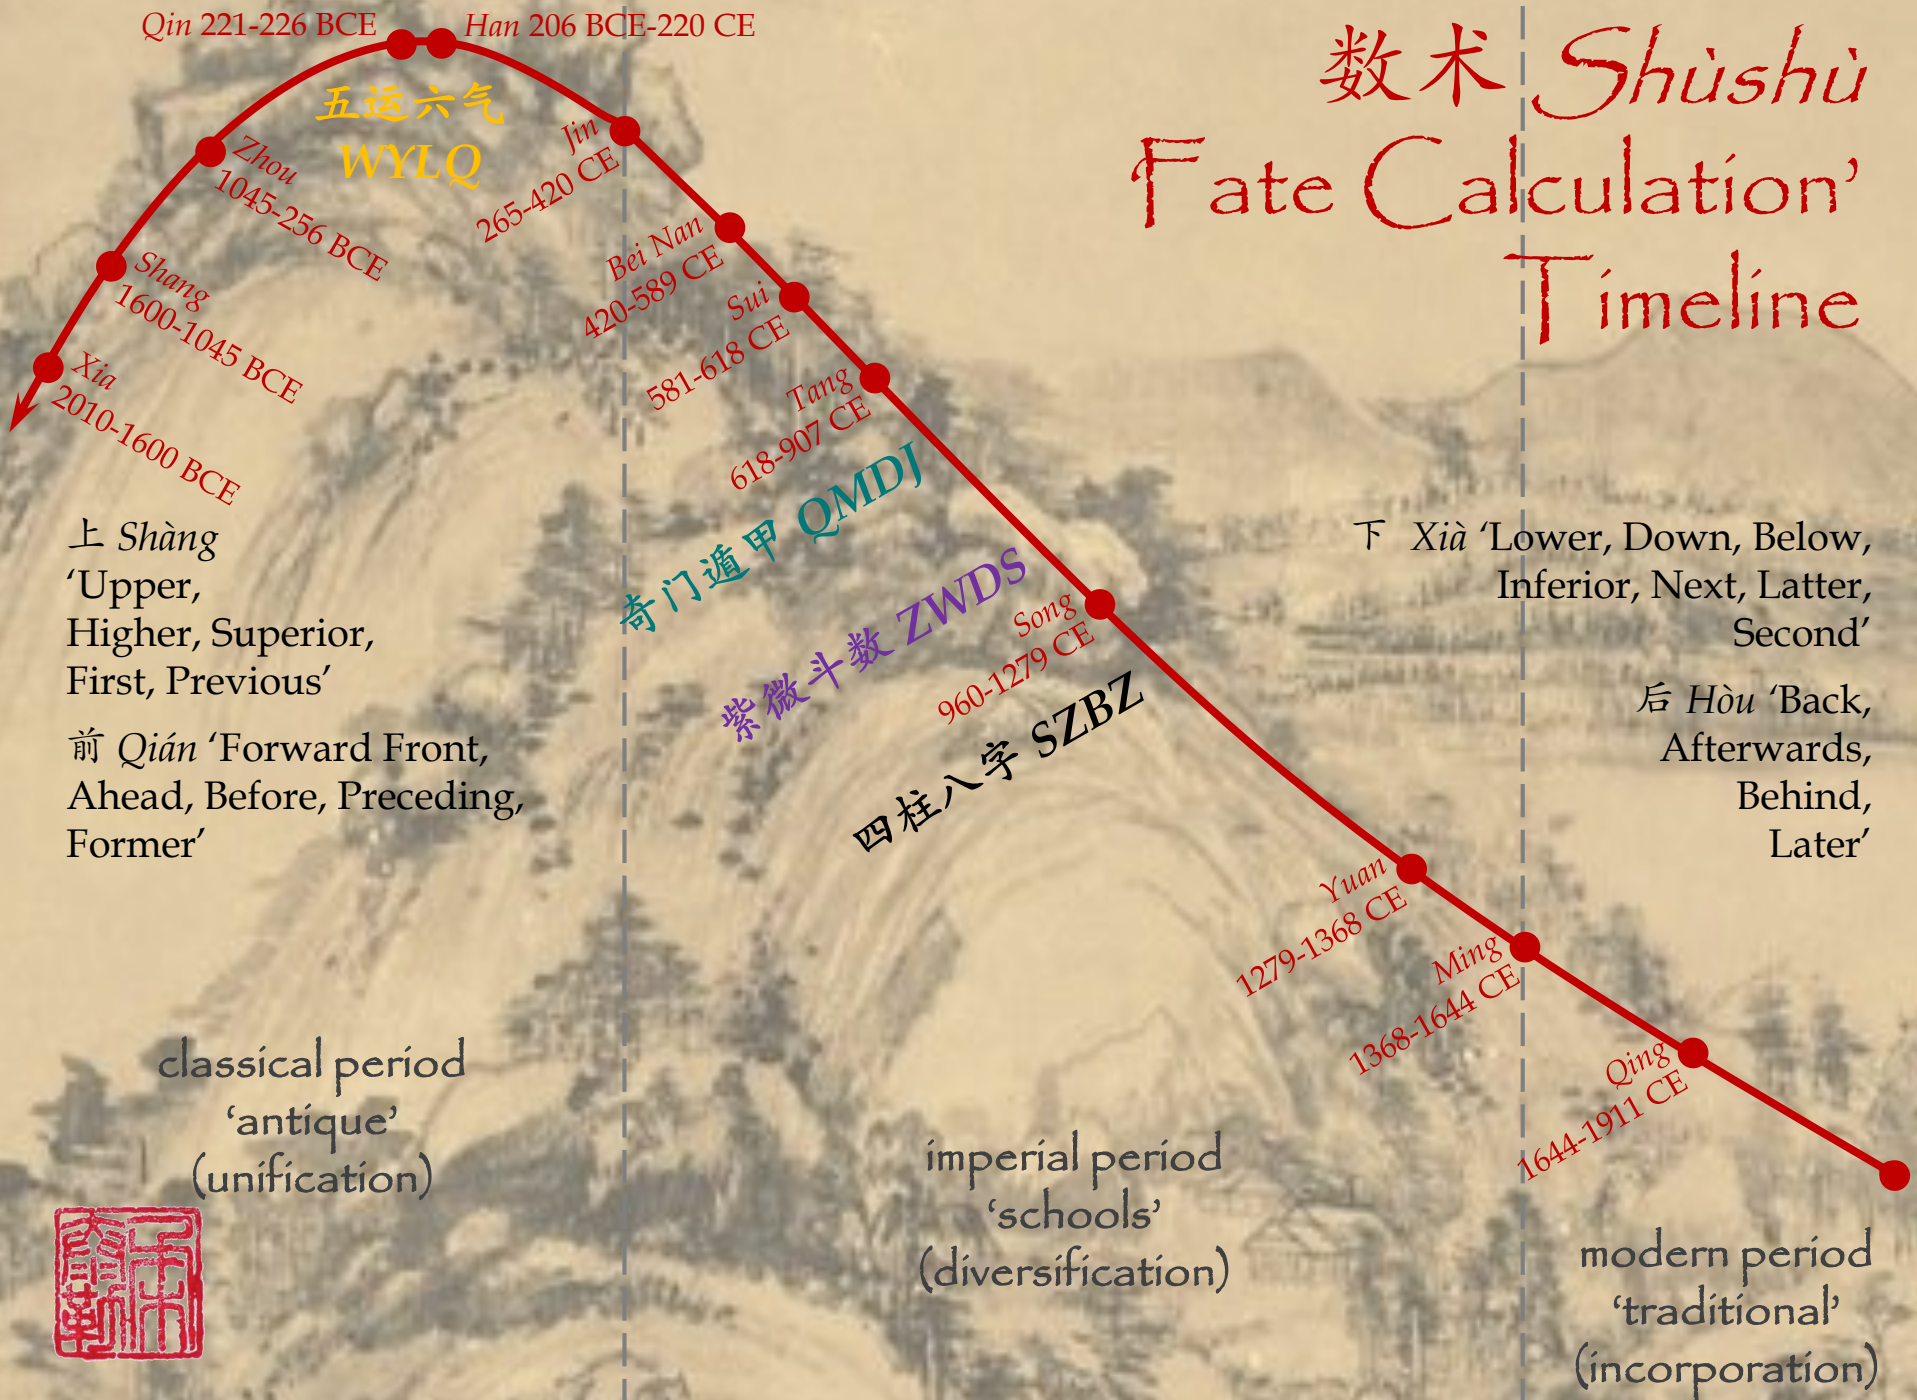 数术 Shùshù
Fate Calculation’
Timeline
Qin 221-226 BCE
Han 206 BCE-220 CE
五运六气
WYLQ
Zhou
1045-256 BCE
Shang
1600-1045 BCE
Xia
2010-1600 BCE
Jin
265-420 CE
Bei Nan
420-589 CE
Sui
581-618 CE
Tang
618-907 CE
奇门遁甲 QMDJ
紫微斗数 ZWDS
Song
960-1279 CE
四柱八字 SZBZ
Yuan
1279-1368 CE
Ming
1368-1644 CE
Qing
1644-1911 CE
上 Shàng
‘Upper,
Higher, Superior,
First, Previous’
前 Qián ‘Forward Front,
Ahead, Before, Preceding,
Former’
下 Xià ‘Lower, Down, Below,
Inferior, Next, Latter,
Second’
后 Hòu ‘Back,
Afterwards,
Behind,
Later’
classical period
‘antique’
(unification)
imperial period
‘schools’
(diversification)
modern period
‘traditional’
(incorporation)